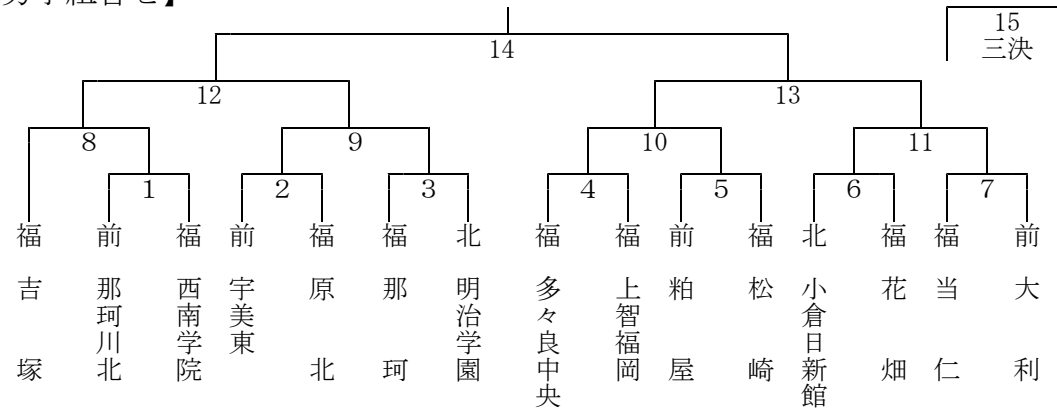 男子組合せ】
15
三決
14
12
13
8
9
10
11
1
2
3
4
5
6
7
福 前 福 前 福 福 北 福 福 前 福 北 福 福 前
吉塚
那珂川北
西南学院
宇美東
原北
那珂
明治学園
多々良中央
上智福岡
粕屋
松崎
小倉日新館
花畑
当仁
大利